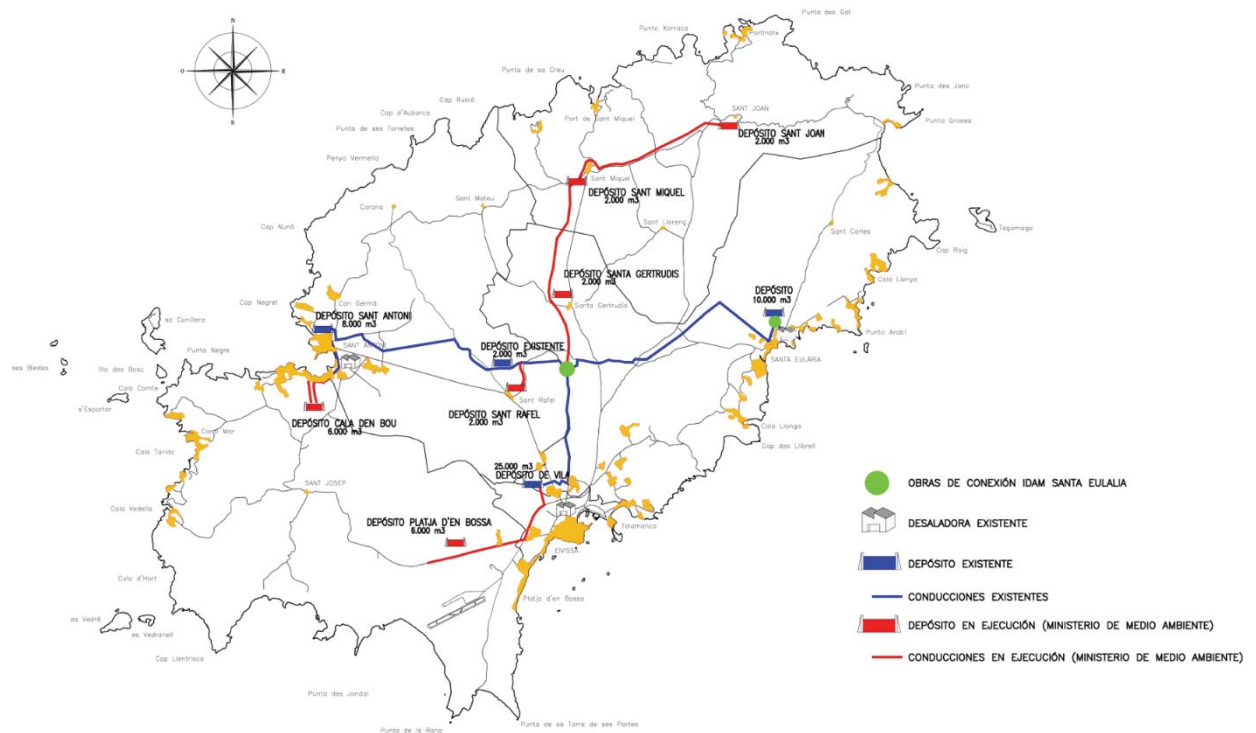 N
O
E
S
Punta des Gat
Punta Xarraca
Portinatx
Punta de sa Creu
Punta des Janc
Cap Rubió
Cap d'Aubarca
Port de Sant Miquel
SANT JOAN
Punta Grossa
Punta de ses Torretes
DEPÓSITO SANT JOAN
2.000 m3
Penya Vermella
Sant Miquel
DEPÓSITO SANT MIQUEL
2.000 m3
Corona
Sant Mateu
Cap Nunó
Sant Llorenç
Sant Carles
Tagomago
Cap Roig
DEPÓSITO SANTA GERTRUDIS
2.000 m3
Cala Llenya
DEPÓSITO
10.000 m3
Can Germà
Cap Negret
Santa Gertrudis
sa Conillera
DEPÓSITO SANT ANTONI
8.000 m3
Punta Arabí
SANT ANTONI
DEPÓSITO EXISTENTE
2.000 m3
Punta Negre
SANTA EULÀRIA
ses Bledes
Illa des Bosc
Cala Comte
Sant Rafel
s'Espartar
DEPÓSITO SANT RAFEL
2.000 m3
DEPÓSITO CALA DEN BOU
6.000 m3
Cala Llonga
Cap Mar
Cap des Llibrell
Cala Tarida
25.000 m3
DEPÓSITO DE VILA
SANT JOSEP
Cala Vedella
DEPÓSITO PLATJA D'EN BOSSA
6.000 m3
Talamanca
EIVISSA
Cala d'Hort
Platja d'en Bossa
es Vedrà
es Vedranell
Cap Llentrisca
Punta des Jondal
Punta de sa Torre de ses Portes
Punta de la Rama
OBRAS DE CONEXIÓN IDAM SANTA EULALIA
DESALADORA EXISTENTE
DEPÓSITO EXISTENTE
CONDUCCIONES EXISTENTES
DEPÓSITO EN EJECUCIÓN (MINISTERIO DE MEDIO AMBIENTE)
CONDUCCIONES EN EJECUCIÓN (MINISTERIO DE MEDIO AMBIENTE)